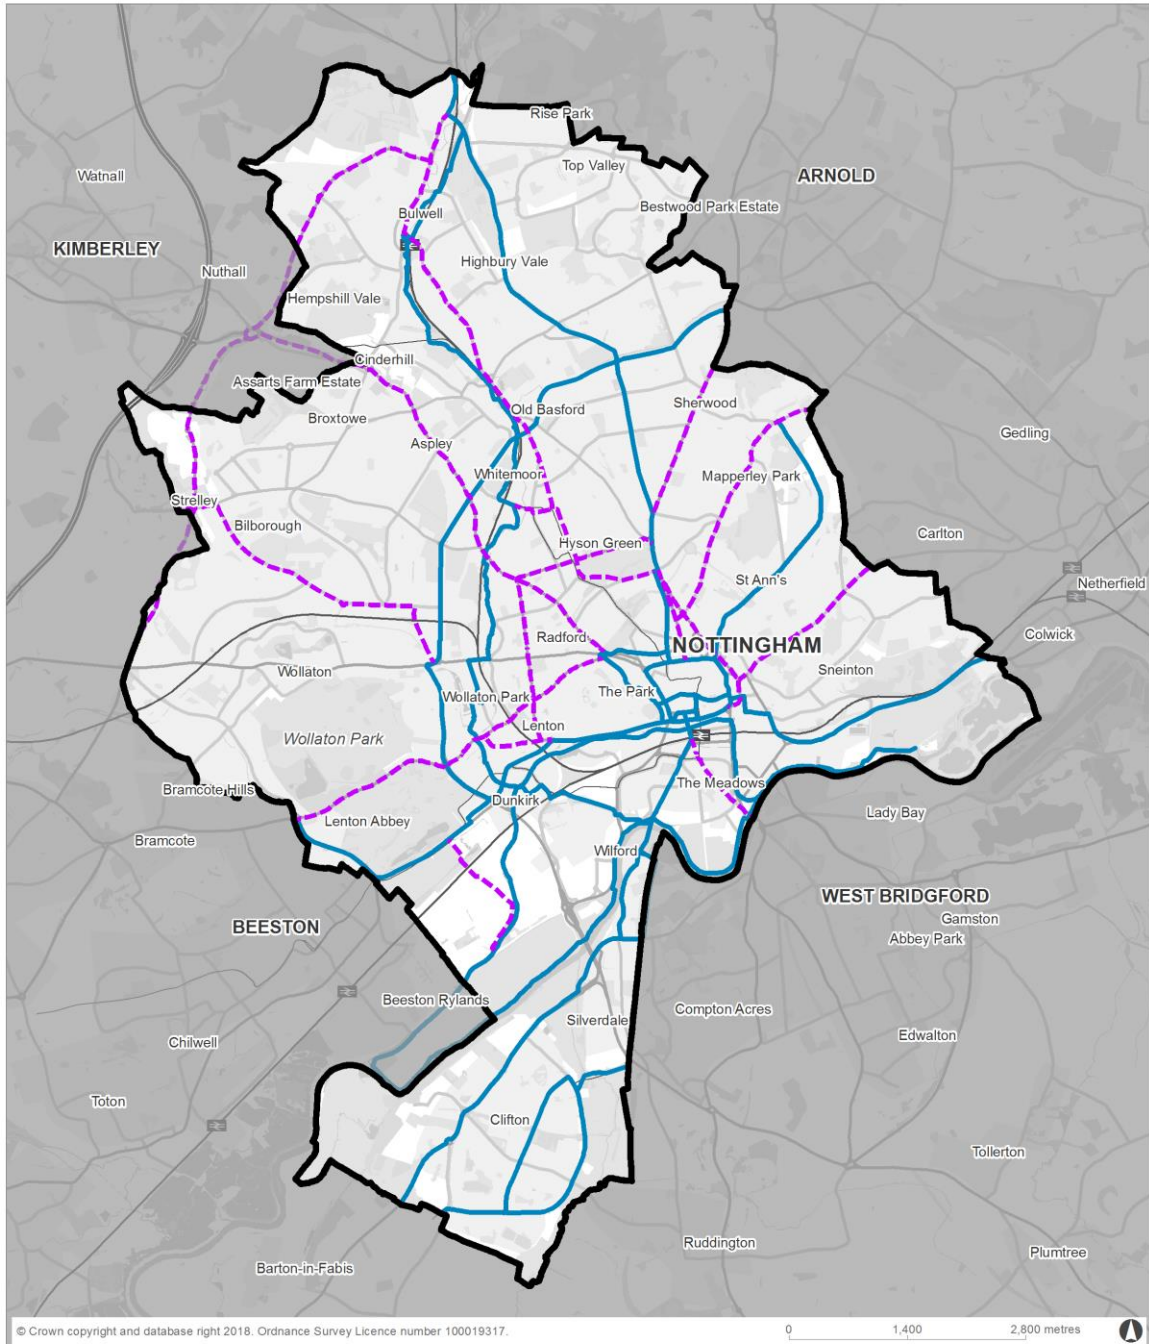 Rise Park
Top Valley
ARNOLD
Watnall
Bestwood Park Estate
Bulwell
KIMBERLEY
Highbury Vale
Nuthall
Hempshill Vale
Cinderhill
Assarts Farm Estate
Sherwood
Old Basford
Broxtowe
Gedling
Aspley
Whitemoor
Mapperley Park
Strelley
Bilborough
Carlton
Hyson Green
St Ann's
Netherfield
Radford
Colwick
NOTTINGHAM
Wollaton
Sneinton
Wollaton Park
The Park
Lenton
Wollaton Park
The Meadows
Bramcote Hills
Dunkirk
Lady Bay
Lenton Abbey
Bramcote
Wilford
WEST BRIDGFORD
BEESTON
Gamston
Abbey Park
Beeston Rylands
Compton Acres
Silverdale
Edwalton
Chilwell
Toton
Clifton
Tollerton
Ruddington
Plumtree
Barton-in-Fabis
© Crown copyright and database right 2018. Ordnance Survey Licence number 100019317.
0 1,400 2,800 metres